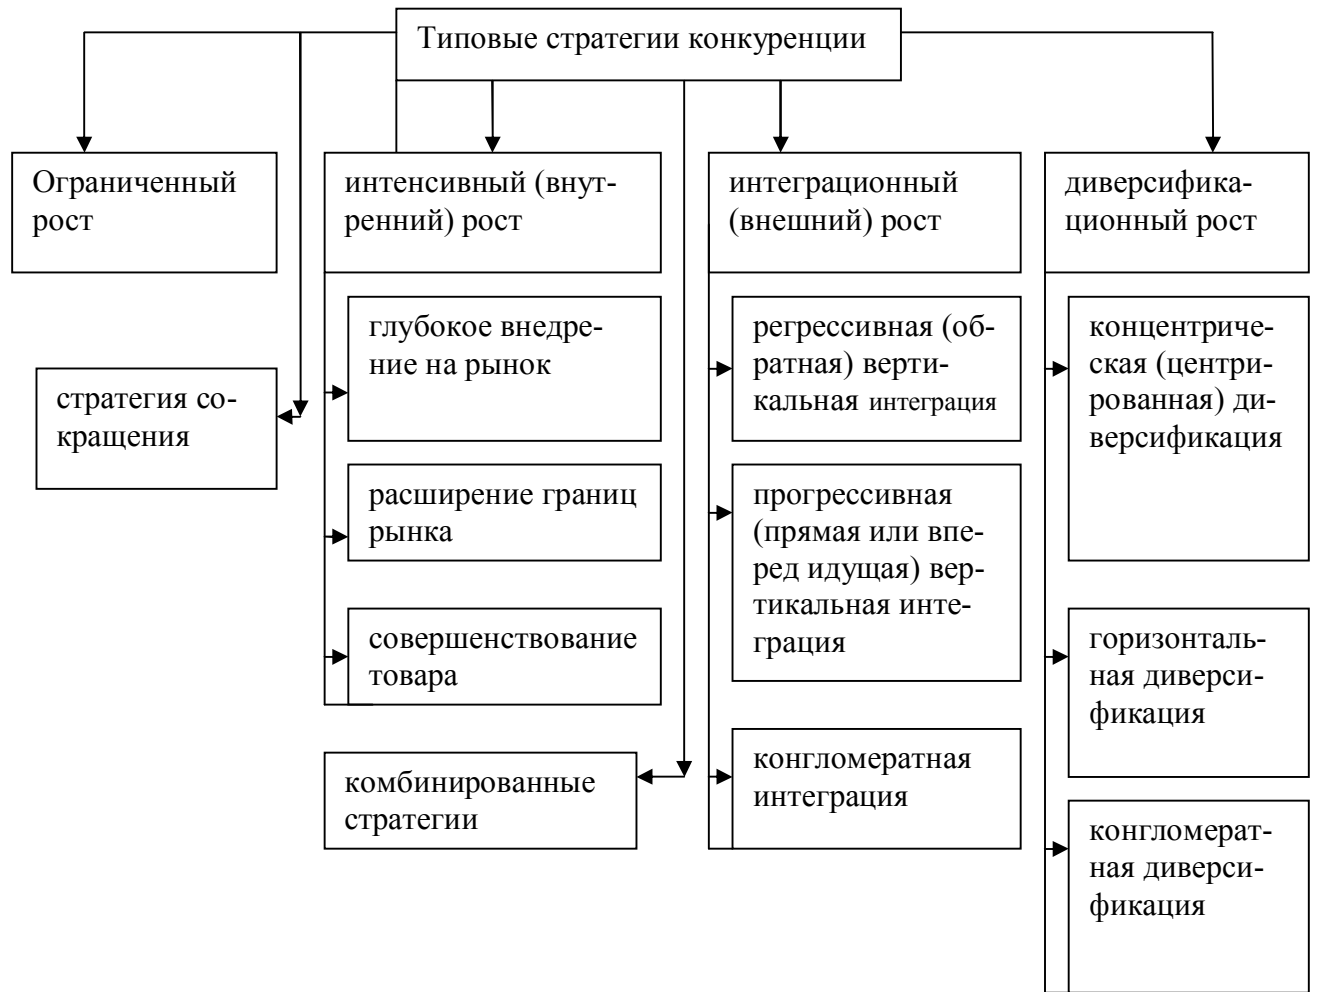 Типовые стратегии конкуренции
Ограниченный
рост
интенсивный (внут-
ренний) рост
интеграционный
(внешний) рост
диверсифика-
ционный рост
стратегия со-
кращения
глубокое внедре-
ние на рынок
расширение границ
рынка
совершенствование
товара
комбинированные
стратегии
регрессивная (об-
ратная) верти-
кальная интеграция
прогрессивная
(прямая или впе-
ред идущая) вер-
тикальная инте-
грация
конгломератная
интеграция
концентриче-
ская (центри-
рованная) ди-
версификация
горизонталь-
ная диверси-
фикация
конгломерат-
ная диверси-
фикация